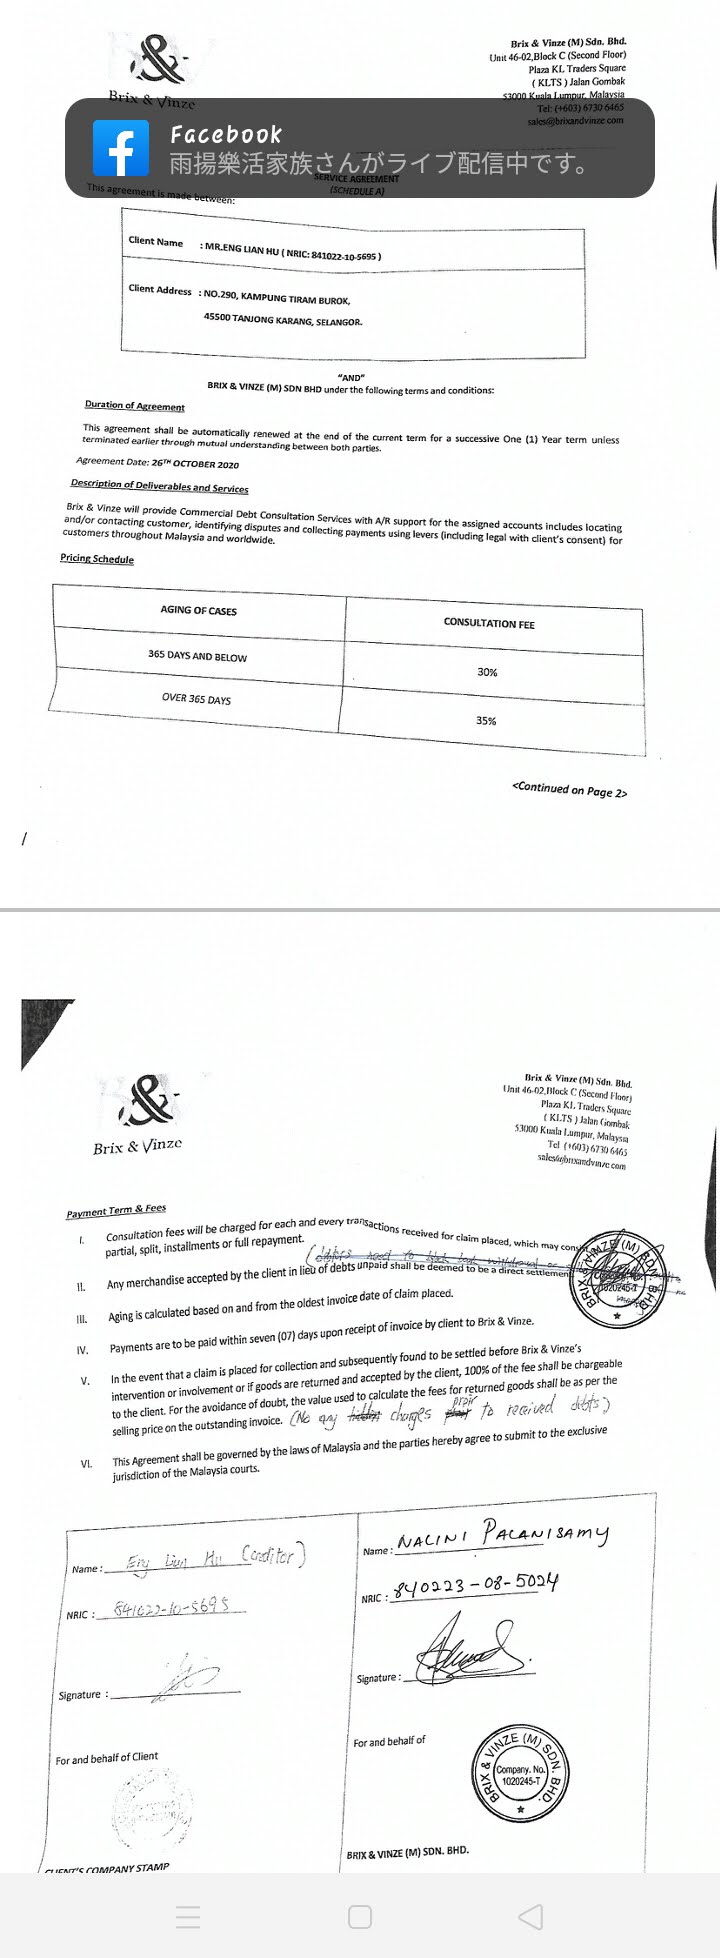 &
Brix & Vinze
Brix & Vinze (M) Sdn. Bhd.
Unit 46-02,Block C (Second Floor)
Plaza KL Traders Square
( KLTS ) Jalan Gombak
53000 Kuala Lumpur, Malaysia
Tel: (+603) 6730 6465
sales@brixandvinze.com
Facebook
雨揚樂活家族さんがライブ配信中です。
SERVICE AGREEMENT
(SCHEDULE A)
This agreement is made between:
Client Name : MR.ENG LIAN HU ( NRIC: 841022-10-5695 )
Client Address : NO.290, KAMPUNG TIRAM BUROK,
45500 TANJONG KARANG, SELANGOR.
"AND"
BRIX & VINZE (M) SDN BHD under the following terms and conditions:
Duration of Agreement
This agreement shall be automatically renewed at the end of the current term for a successive One (1) Year term unless
terminated earlier through mutual understanding between both parties.
Agreement Date: 26TH OCTOBER 2020
Description of Deliverables and Services
Brix & Vinze will provide Commercial Debt Consultation Services with A/R support for the assigned accounts includes locating
and/or contacting customer, identifying disputes and collecting payments using levers (including legal with client's consent) for
customers throughout Malaysia and worldwide.
Pricing Schedule
AGING OF CASES CONSULTATION FEE
365 DAYS AND BELOW 30%
OVER 365 DAYS 35%
<Continued on Page 2>
&
Brix & Vinze
Brix & Vinze (M) Sdn. Bhd.
Unit 46-02,Block C (Second Floor)
Plaza KL Traders Square
( KLTS ) Jalan Gombak
53000 Kuala Lumpur, Malaysia
Tel (+603) 6730 6465
sales@brixandvinze.com
Payment Term & Fees
I. Consultation fees will be charged for each and every transactions received for claim placed, which may
partial, split, installments or full repayment.
II. Any merchandise accepted by the client in lieu of debts unpaid shall be deemed to be a direct settlement
BRIX & VINZE (M) SDN. BHD.
1020245-T
III. Aging is calculated based on and from the oldest invoice date of claim placed.
IV. Payments are to be paid within seven (07) days upon receipt of invoice by client to Brix & Vinze.
V. In the event that a claim is placed for collection and subsequently found to be settled before Brix & Vinze's
intervention or involvement or if goods are returned and accepted by the client, 100% of the fee shall be chargeable
to the client. For the avoidance of doubt, the value used to calculate the fees for returned goods shall be as per the
selling price on the outstanding invoice. (No any charges proir to received debts)
VI. This Agreement shall be governed by the laws of Malaysia and the parties hereby agree to submit to the exclusive
jurisdiction of the Malaysia courts.
Name : Eng Lian Hu (Creditor)
NRIC : 841022-10-5695
Signature :
For and behalf of Client
CLIENT'S COMPANY STAMP
Name : NALINI PALANISAMY
NRIC : 840223-08-5024
Signature :
For and behalf of
BRIX & VINZE (M) SDN. BHD.
Company. No.
1020245-T
BRIX & VINZE (M) SDN. BHD.